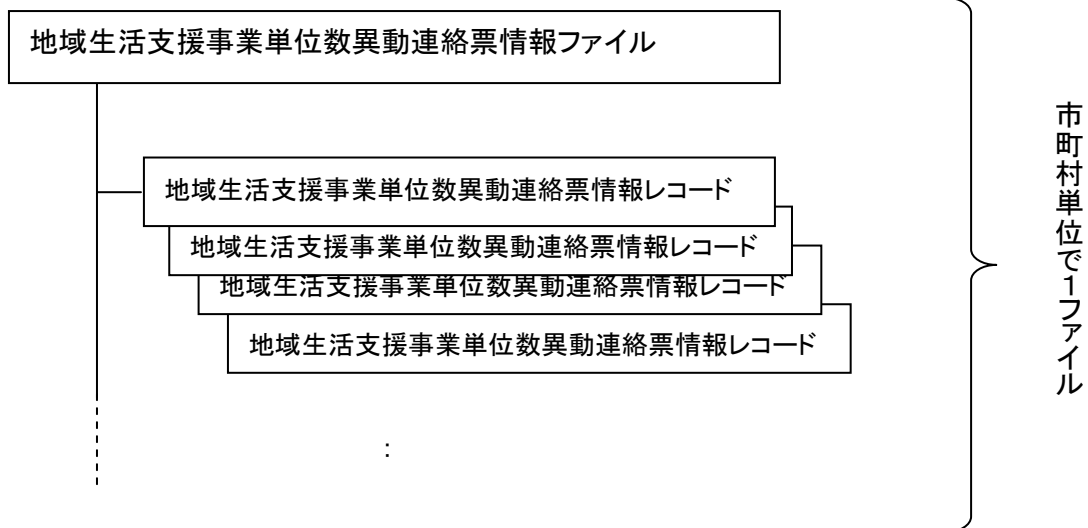 地域生活支援事業単位数異動連絡票情報ファイル
地域生活支援事業単位数異動連絡票情報レコード
地域生活支援事業単位数異動連絡票情報レコード
地域生活支援事業単位数異動連絡票情報レコード
地域生活支援事業単位数異動連絡票情報レコード
:
市町村単位で1ファイル